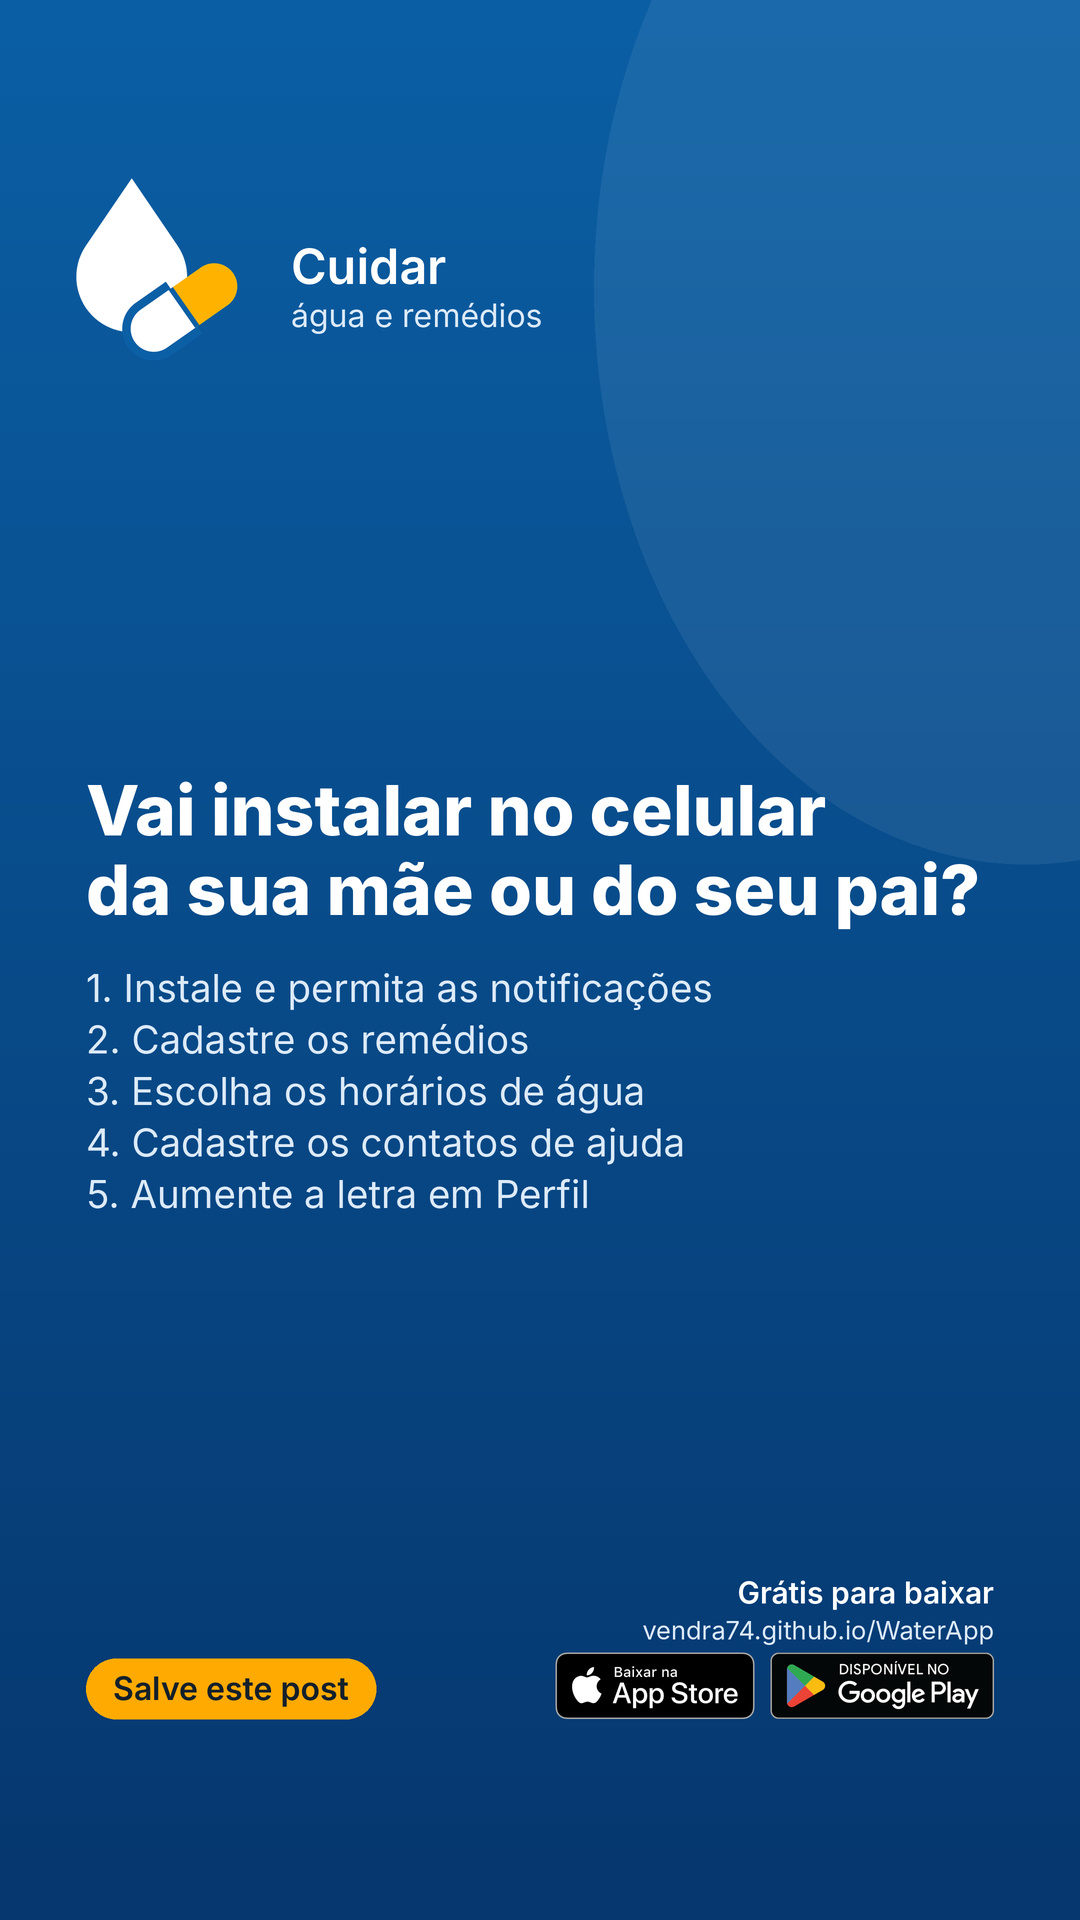 Cuidar
água e remédios
Vai instalar no celular
da sua mãe ou do seu pai?
1. Instale e permita as notificações
2. Cadastre os remédios
3. Escolha os horários de água
4. Cadastre os contatos de ajuda
5. Aumente a letra em Perfil
Grátis para baixar
vendra74.github.io/WaterApp
Salve este post
Baixar na
App Store
DISPONÍVEL NO
Google Play